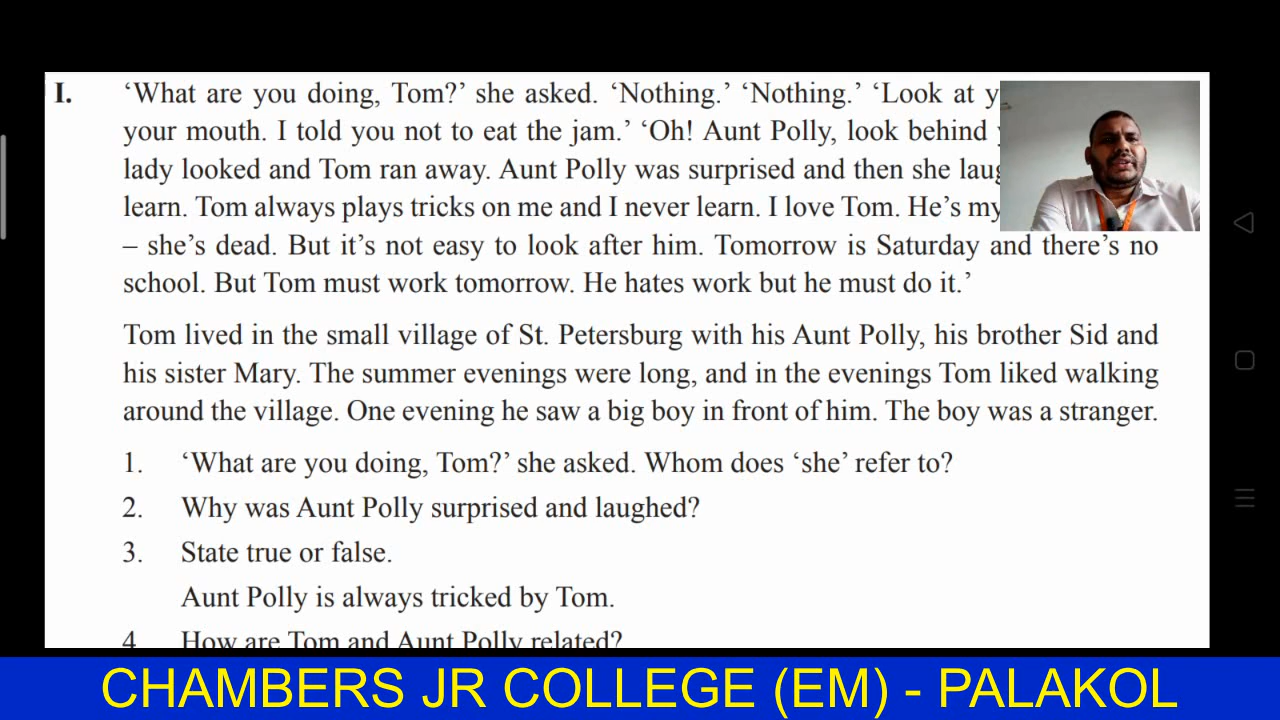 I. ‘What are you doing, Tom?’ she asked. ‘Nothing.’ ‘Nothing.’ ‘Look at
your mouth. I told you not to eat the jam.’ ‘Oh! Aunt Polly, look behind
lady looked and Tom ran away. Aunt Polly was surprised and then she
learn. Tom always plays tricks on me and I never learn. I love Tom. He’s my
– she’s dead. But it’s not easy to look after him. Tomorrow is Saturday and there’s no
school. But Tom must work tomorrow. He hates work but he must do it.’
Tom lived in the small village of St. Petersburg with his Aunt Polly, his brother Sid and
his sister Mary. The summer evenings were long, and in the evenings Tom liked walking
around the village. One evening he saw a big boy in front of him. The boy was a stranger.
1. ‘What are you doing, Tom?’ she asked. Whom does ‘she’ refer to?
2. Why was Aunt Polly surprised and laughed?
3. State true or false.
Aunt Polly is always tricked by Tom.
4. How are Tom and Aunt Polly related?
CHAMBERS JR COLLEGE (EM) - PALAKOL